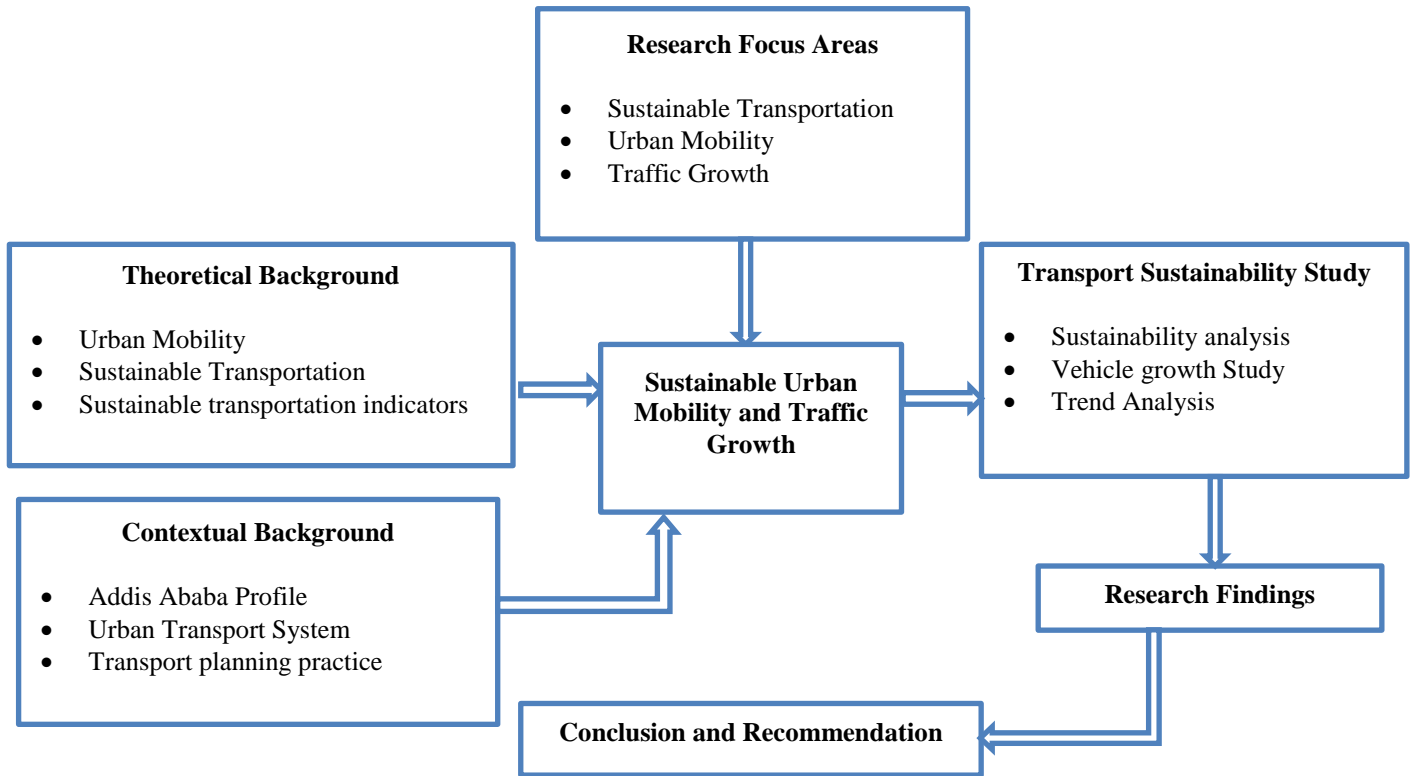 Research Focus Areas
• Sustainable Transportation
• Urban Mobility
• Traffic Growth
Theoretical Background
• Urban Mobility
• Sustainable Transportation
• Sustainable transportation indicators
Contextual Background
• Addis Ababa Profile
• Urban Transport System
• Transport planning practice
Sustainable Urban
Mobility and Traffic
Growth
Transport Sustainability Study
• Sustainability analysis
• Vehicle growth Study
• Trend Analysis
Research Findings
Conclusion and Recommendation